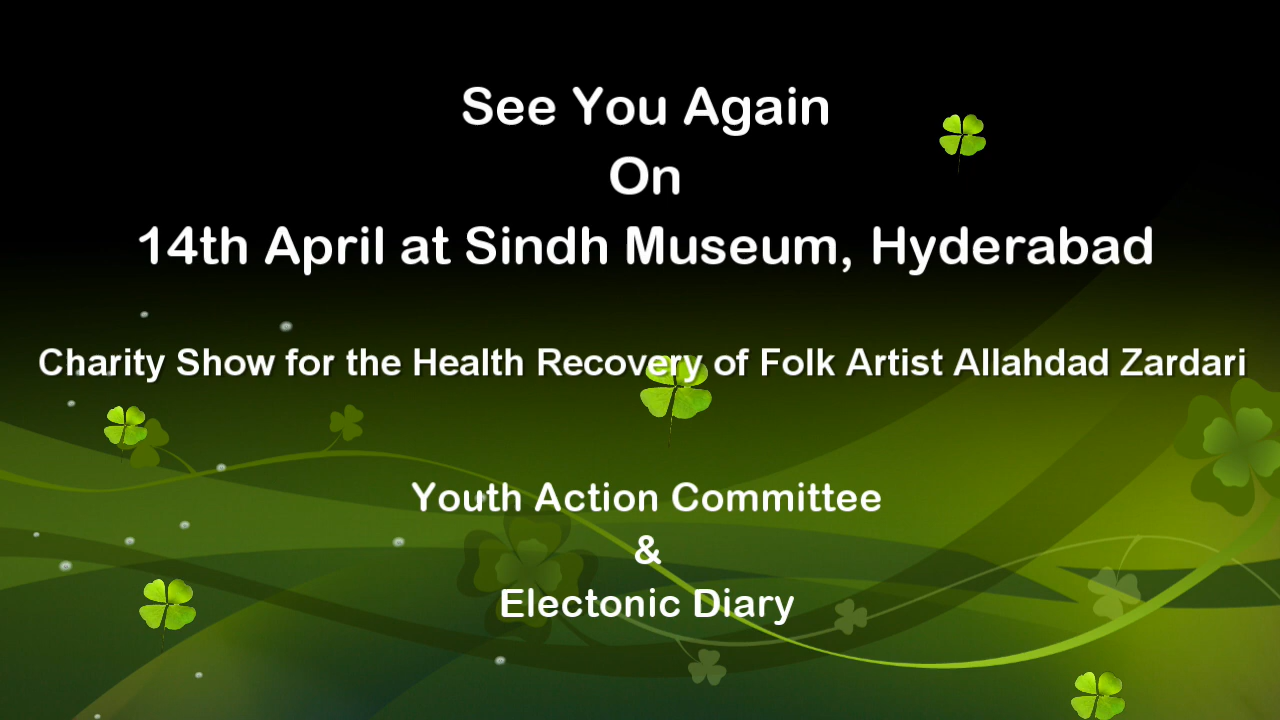 See You Again
On
14th April at Sindh Museum, Hyderabad
Charity Show for the Health Recovery of Folk Artist Allahdad Zardari
Youth Action Committee
&
Electonic Diary